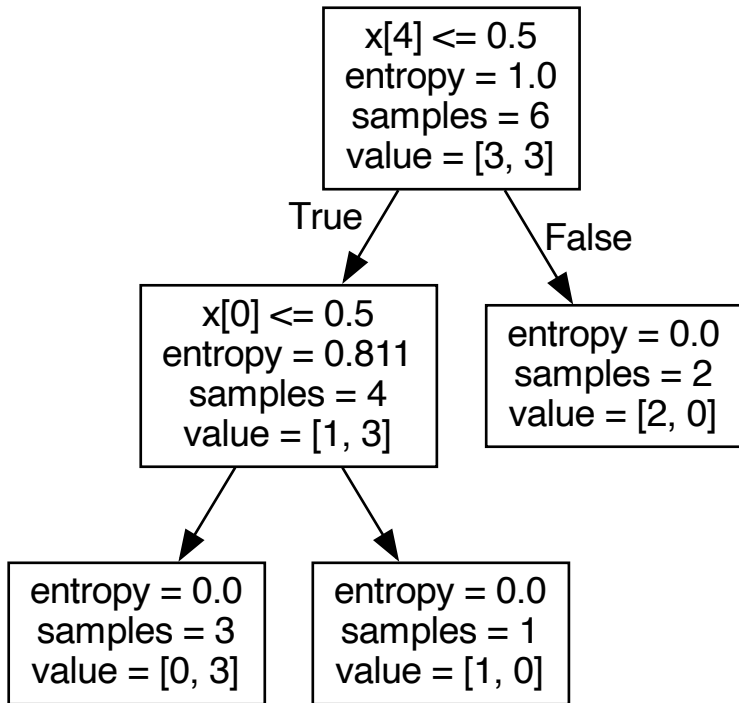 x[4] <= 0.5
entropy = 1.0
samples = 6
value = [3, 3]
True
False
x[0] <= 0.5
entropy = 0.811
samples = 4
value = [1, 3]
entropy = 0.0
samples = 2
value = [2, 0]
entropy = 0.0
samples = 3
value = [0, 3]
entropy = 0.0
samples = 1
value = [1, 0]